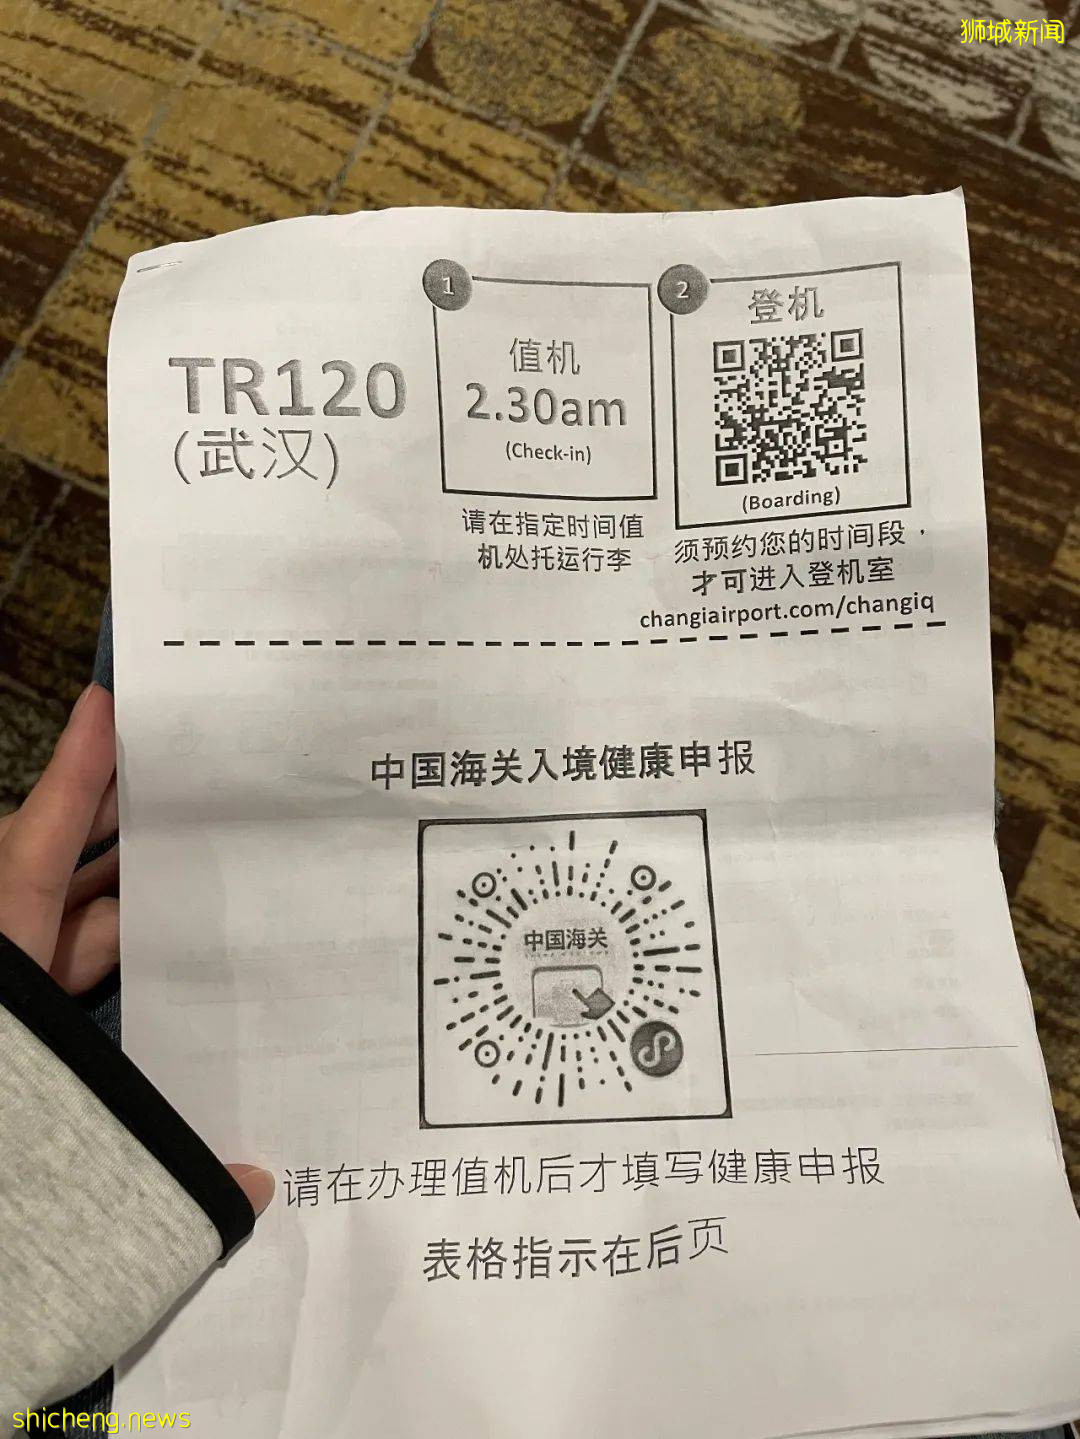 狮城新闻
TR120
(武汉)
1
值机
2.30am
(Check-in)
请在指定时间值
机处托运行李
2
登机
(Boarding)
须预约您的时间段，
才可进入登机室
changiairport.com/changiq
中国海关入境健康申报
中国海关
请在办理值机后才填写健康申报
表格指示在后页
shicheng.news